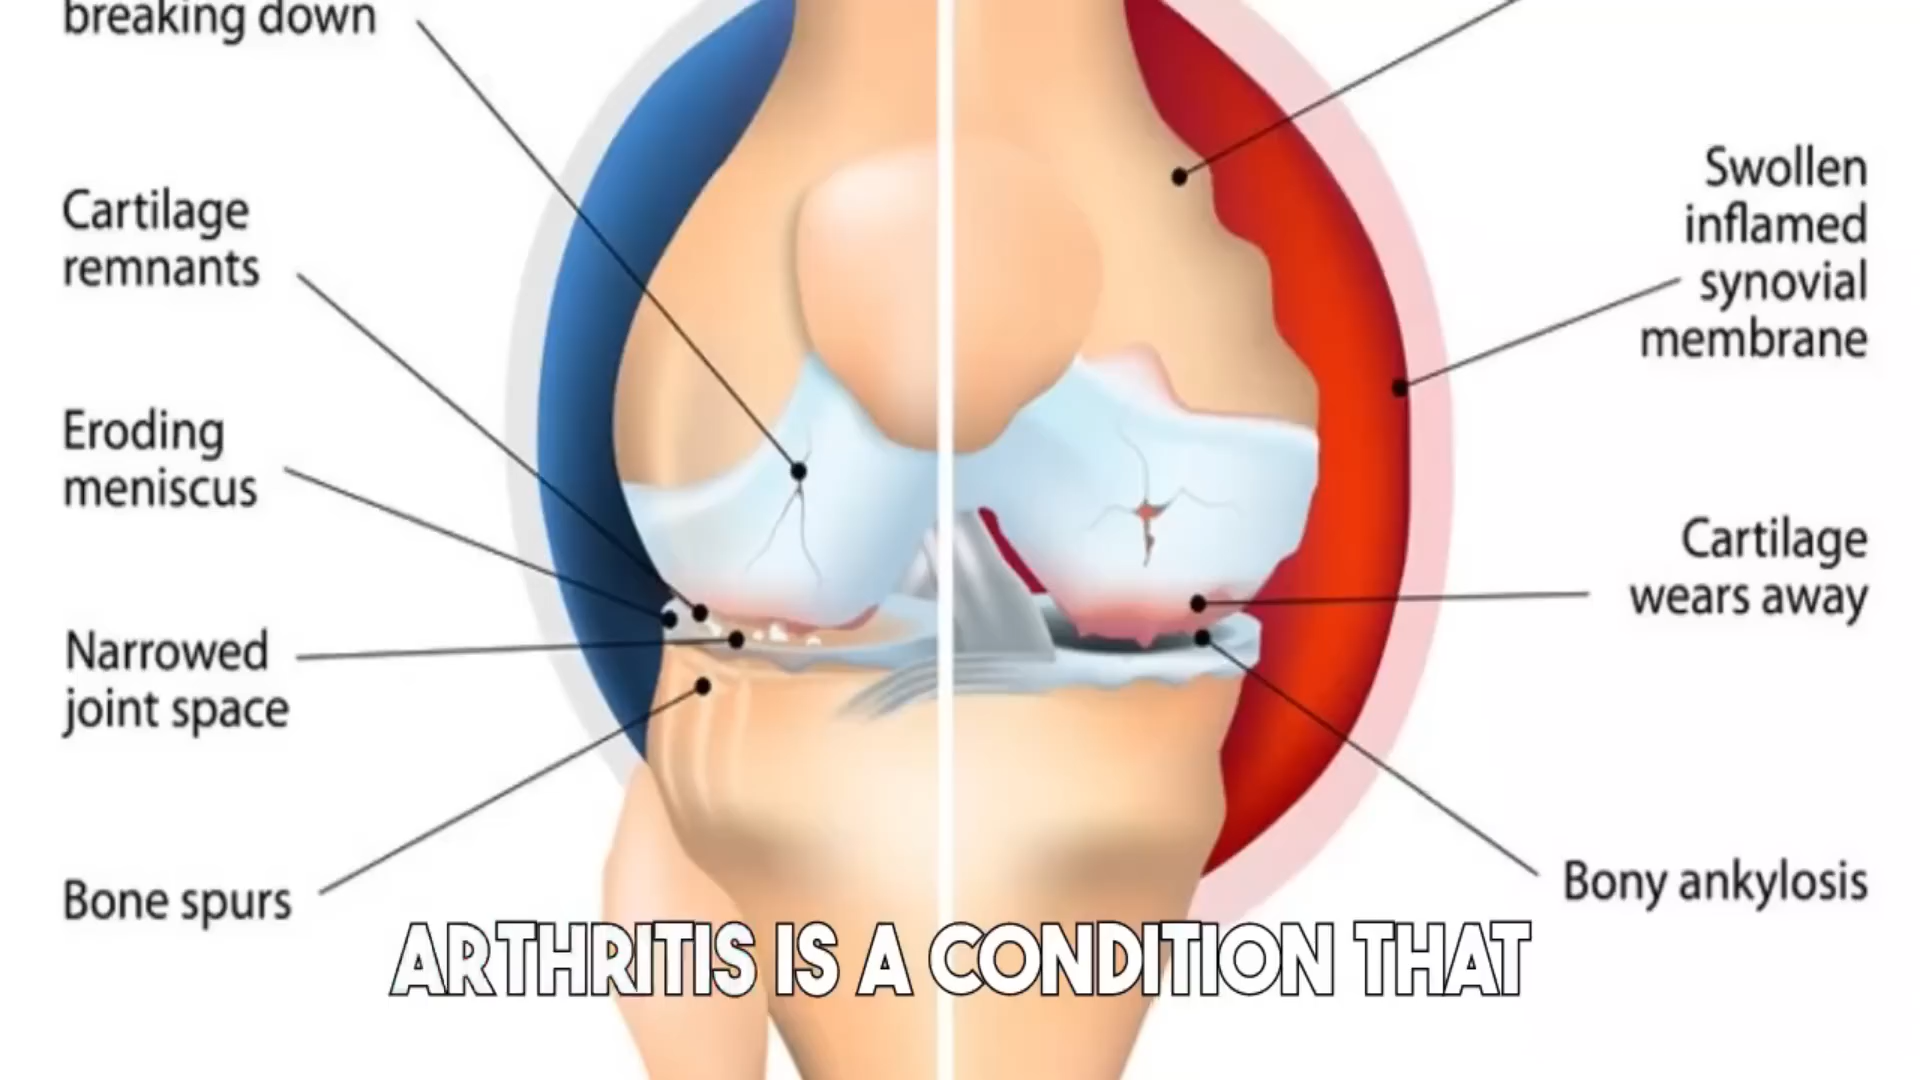 breaking down
Cartilage
remnants
Eroding
meniscus
Narrowed
joint space
Bone spurs
Swollen
inflamed
synovial
membrane
Cartilage
wears away
Bony ankylosis
ARTHRITIS IS A CONDITION THAT